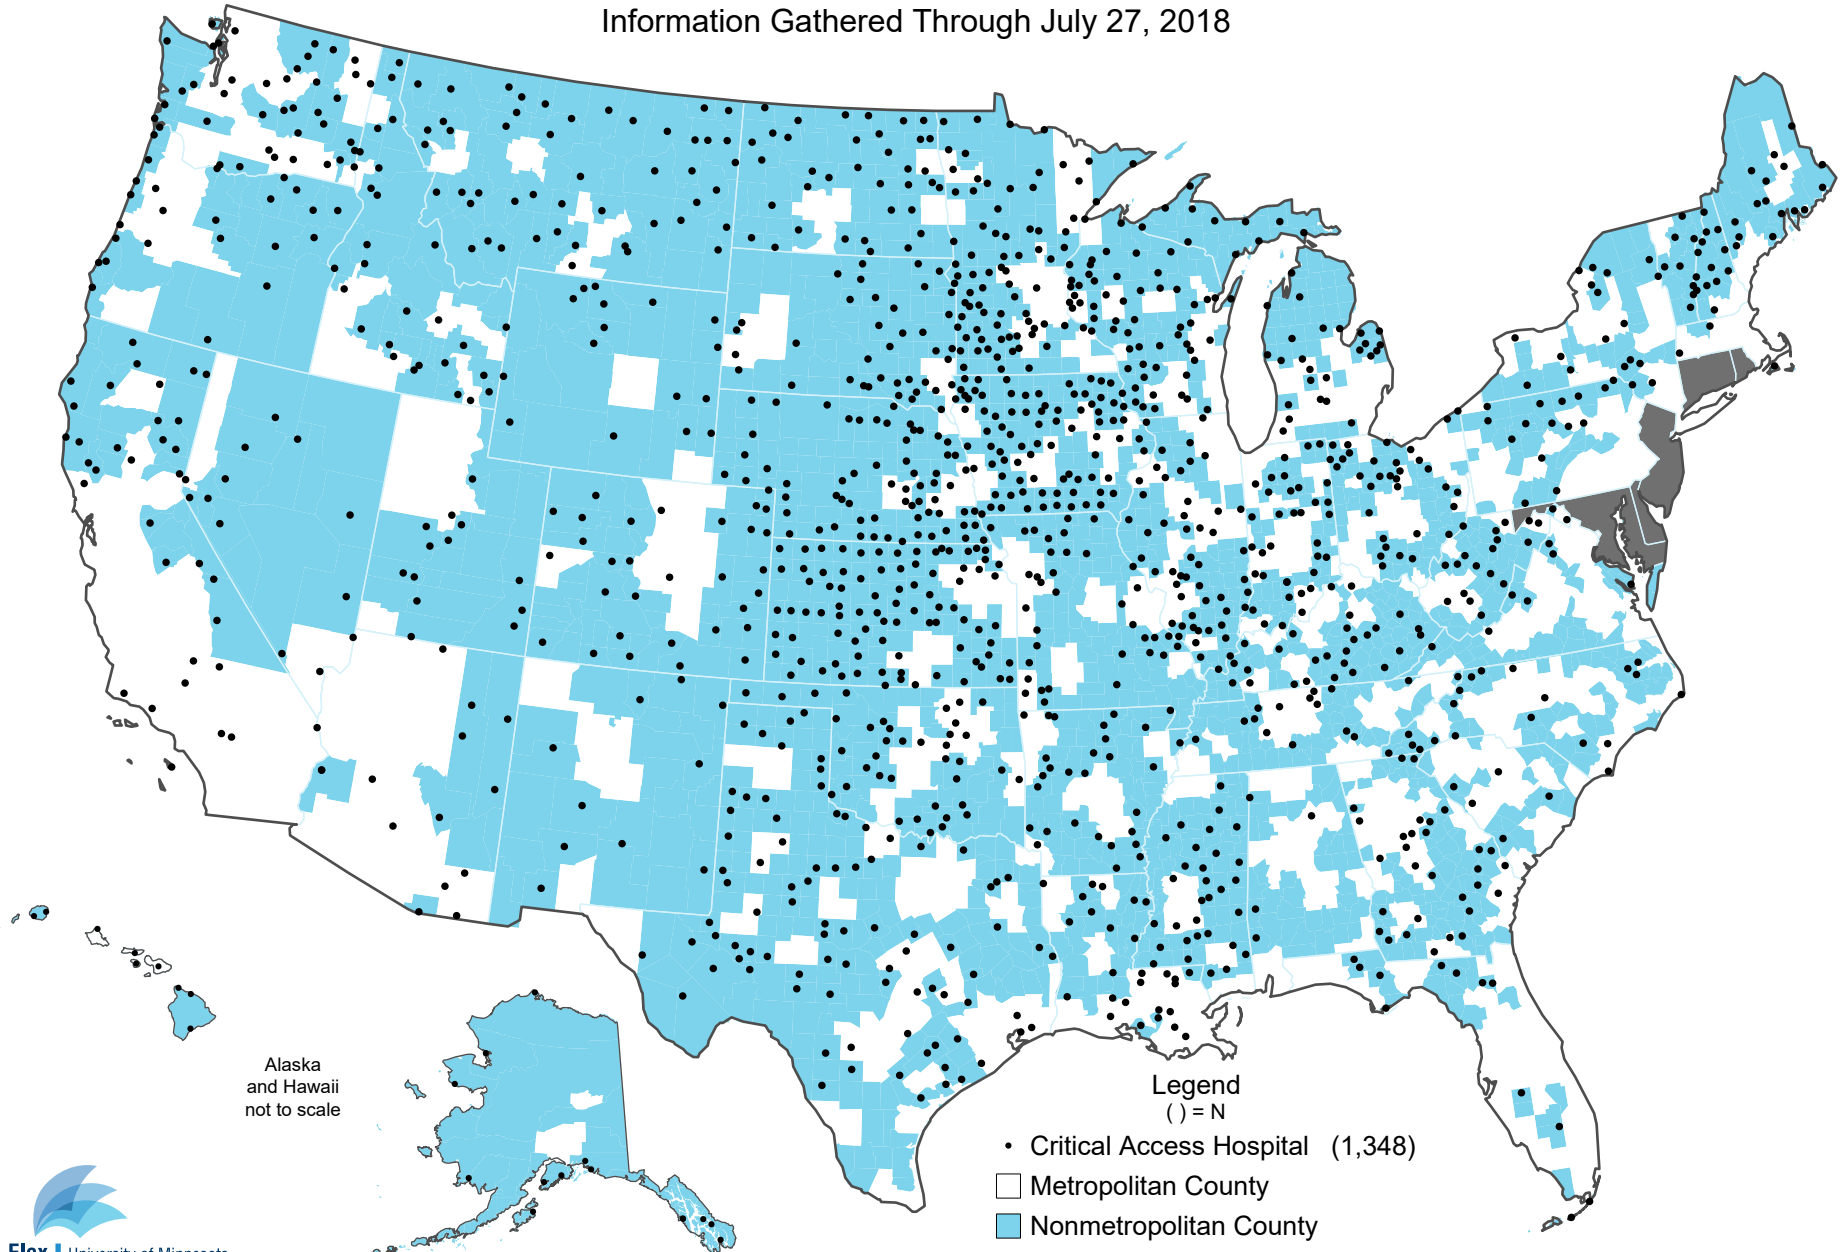 Information Gathered Through July 27, 2018
Alaska
and Hawaii
not to scale
Legend
( ) = N
Critical Access Hospital (1,348)
Metropolitan County
Nonmetropolitan County